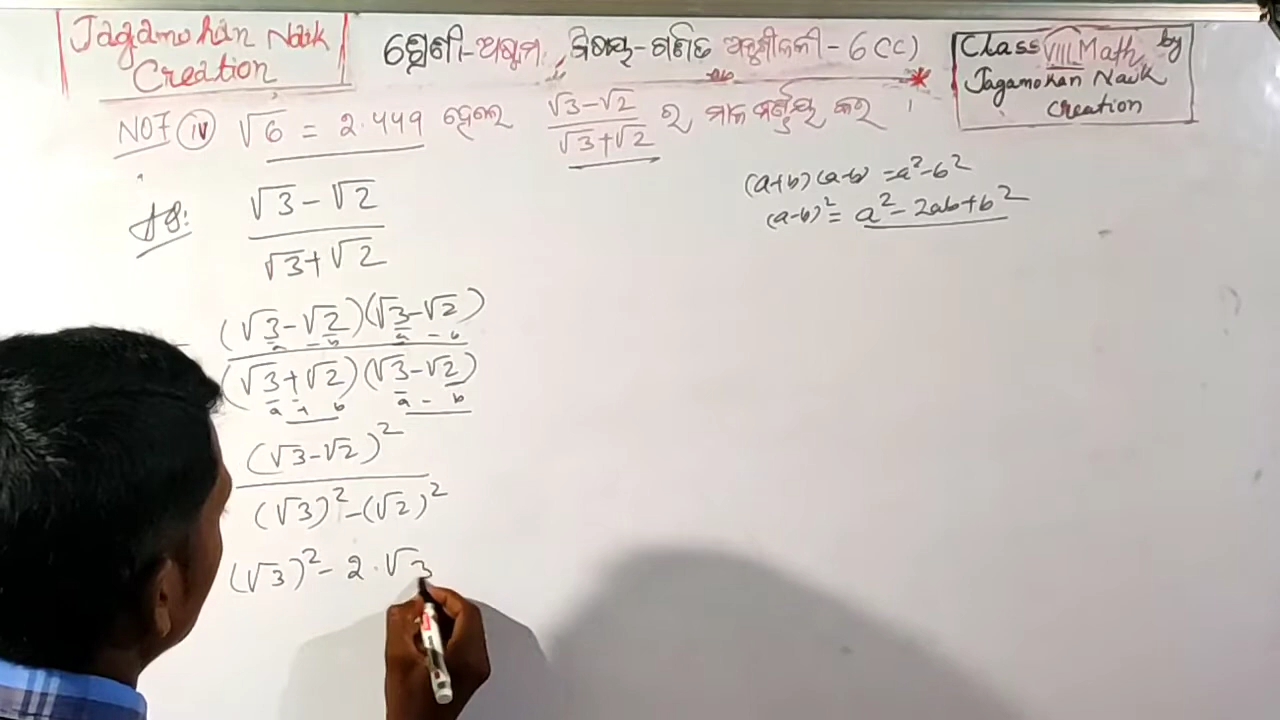 Jagamohan Naik
Creation
ଶ୍ରେଣୀ-ଅଷ୍ଟମ, ବିଷୟ-ଗଣିତ ଅନୁଶୀଳନୀ - 6(C)
Class VIII Math by
Jagamohan Naik
creation
NO7 (iv) √6 = 2.449 ହେଲେ (√3-√2)/(√3+√2) ର ମାନ ନିର୍ଣ୍ଣୟ କର
(a+b)(a-b) = a²-b²
(a-b)² = a²-2ab+b²
√3-√2
√3+√2
(√3-√2)(√3-√2)
a - b a - b
(√3+√2)(√3-√2)
a + b a - b
(√3-√2)²
(√3)²-(√2)²
(√3)²- 2.√3